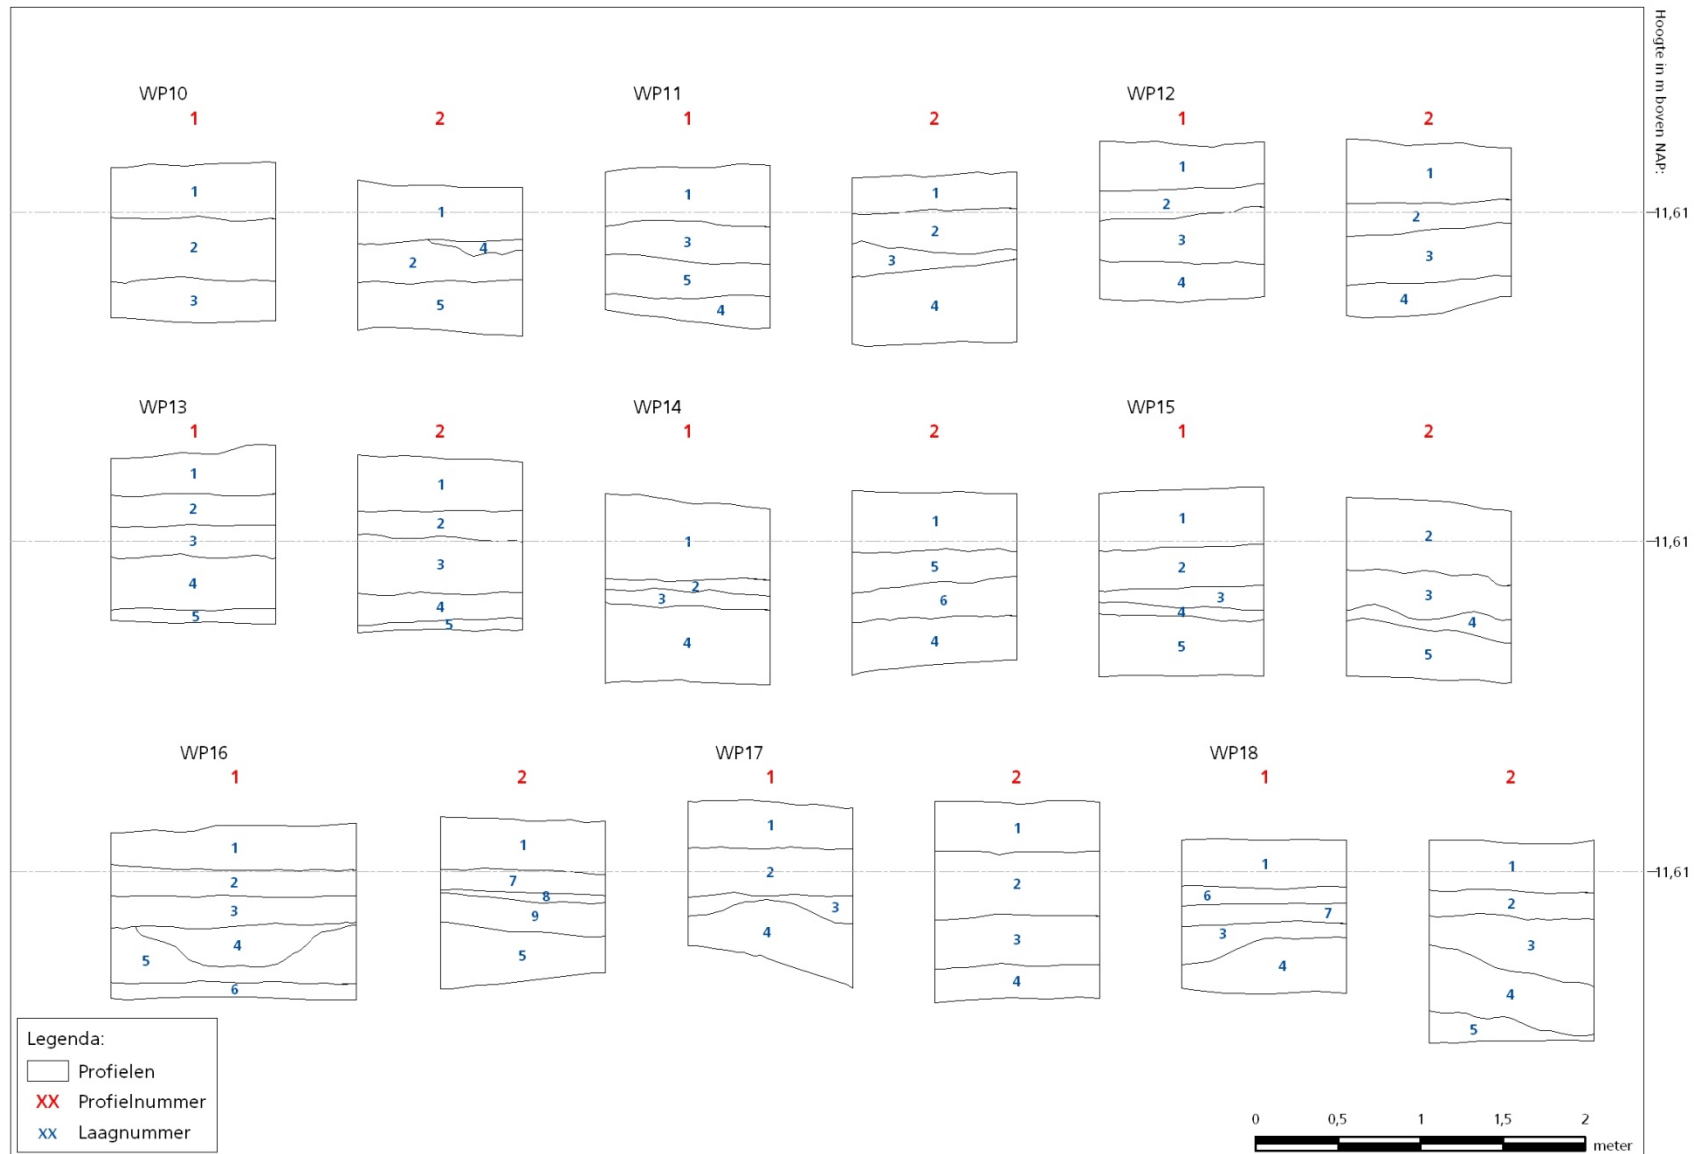 Hoogte in m boven NAP:
WP10 WP11 WP12
1 2 1 2 1 2
1 1 1 1 1 1
2 2 4 3 2 2 2
3 5 5 3 3 3
4 4 4 4
11,61
WP13 WP14 WP15
1 2 1 2 1 2
1 1 1 1 1 2
2 2 2 5 2 3
3 3 3 6 3 4
4 4 4 4 4 5
5 5 5
11,61
WP16 WP17 WP18
1 2 1 2 1 2
1 1 1 1 1 1
2 7 2 2 6 2
3 8 3 3 7 3
4 9 4 4 3 4
5 5 4 5
6
11,61
Legenda:
Profielen
XX Profielnummer
xx Laagnummer
0 0,5 1 1,5 2
meter